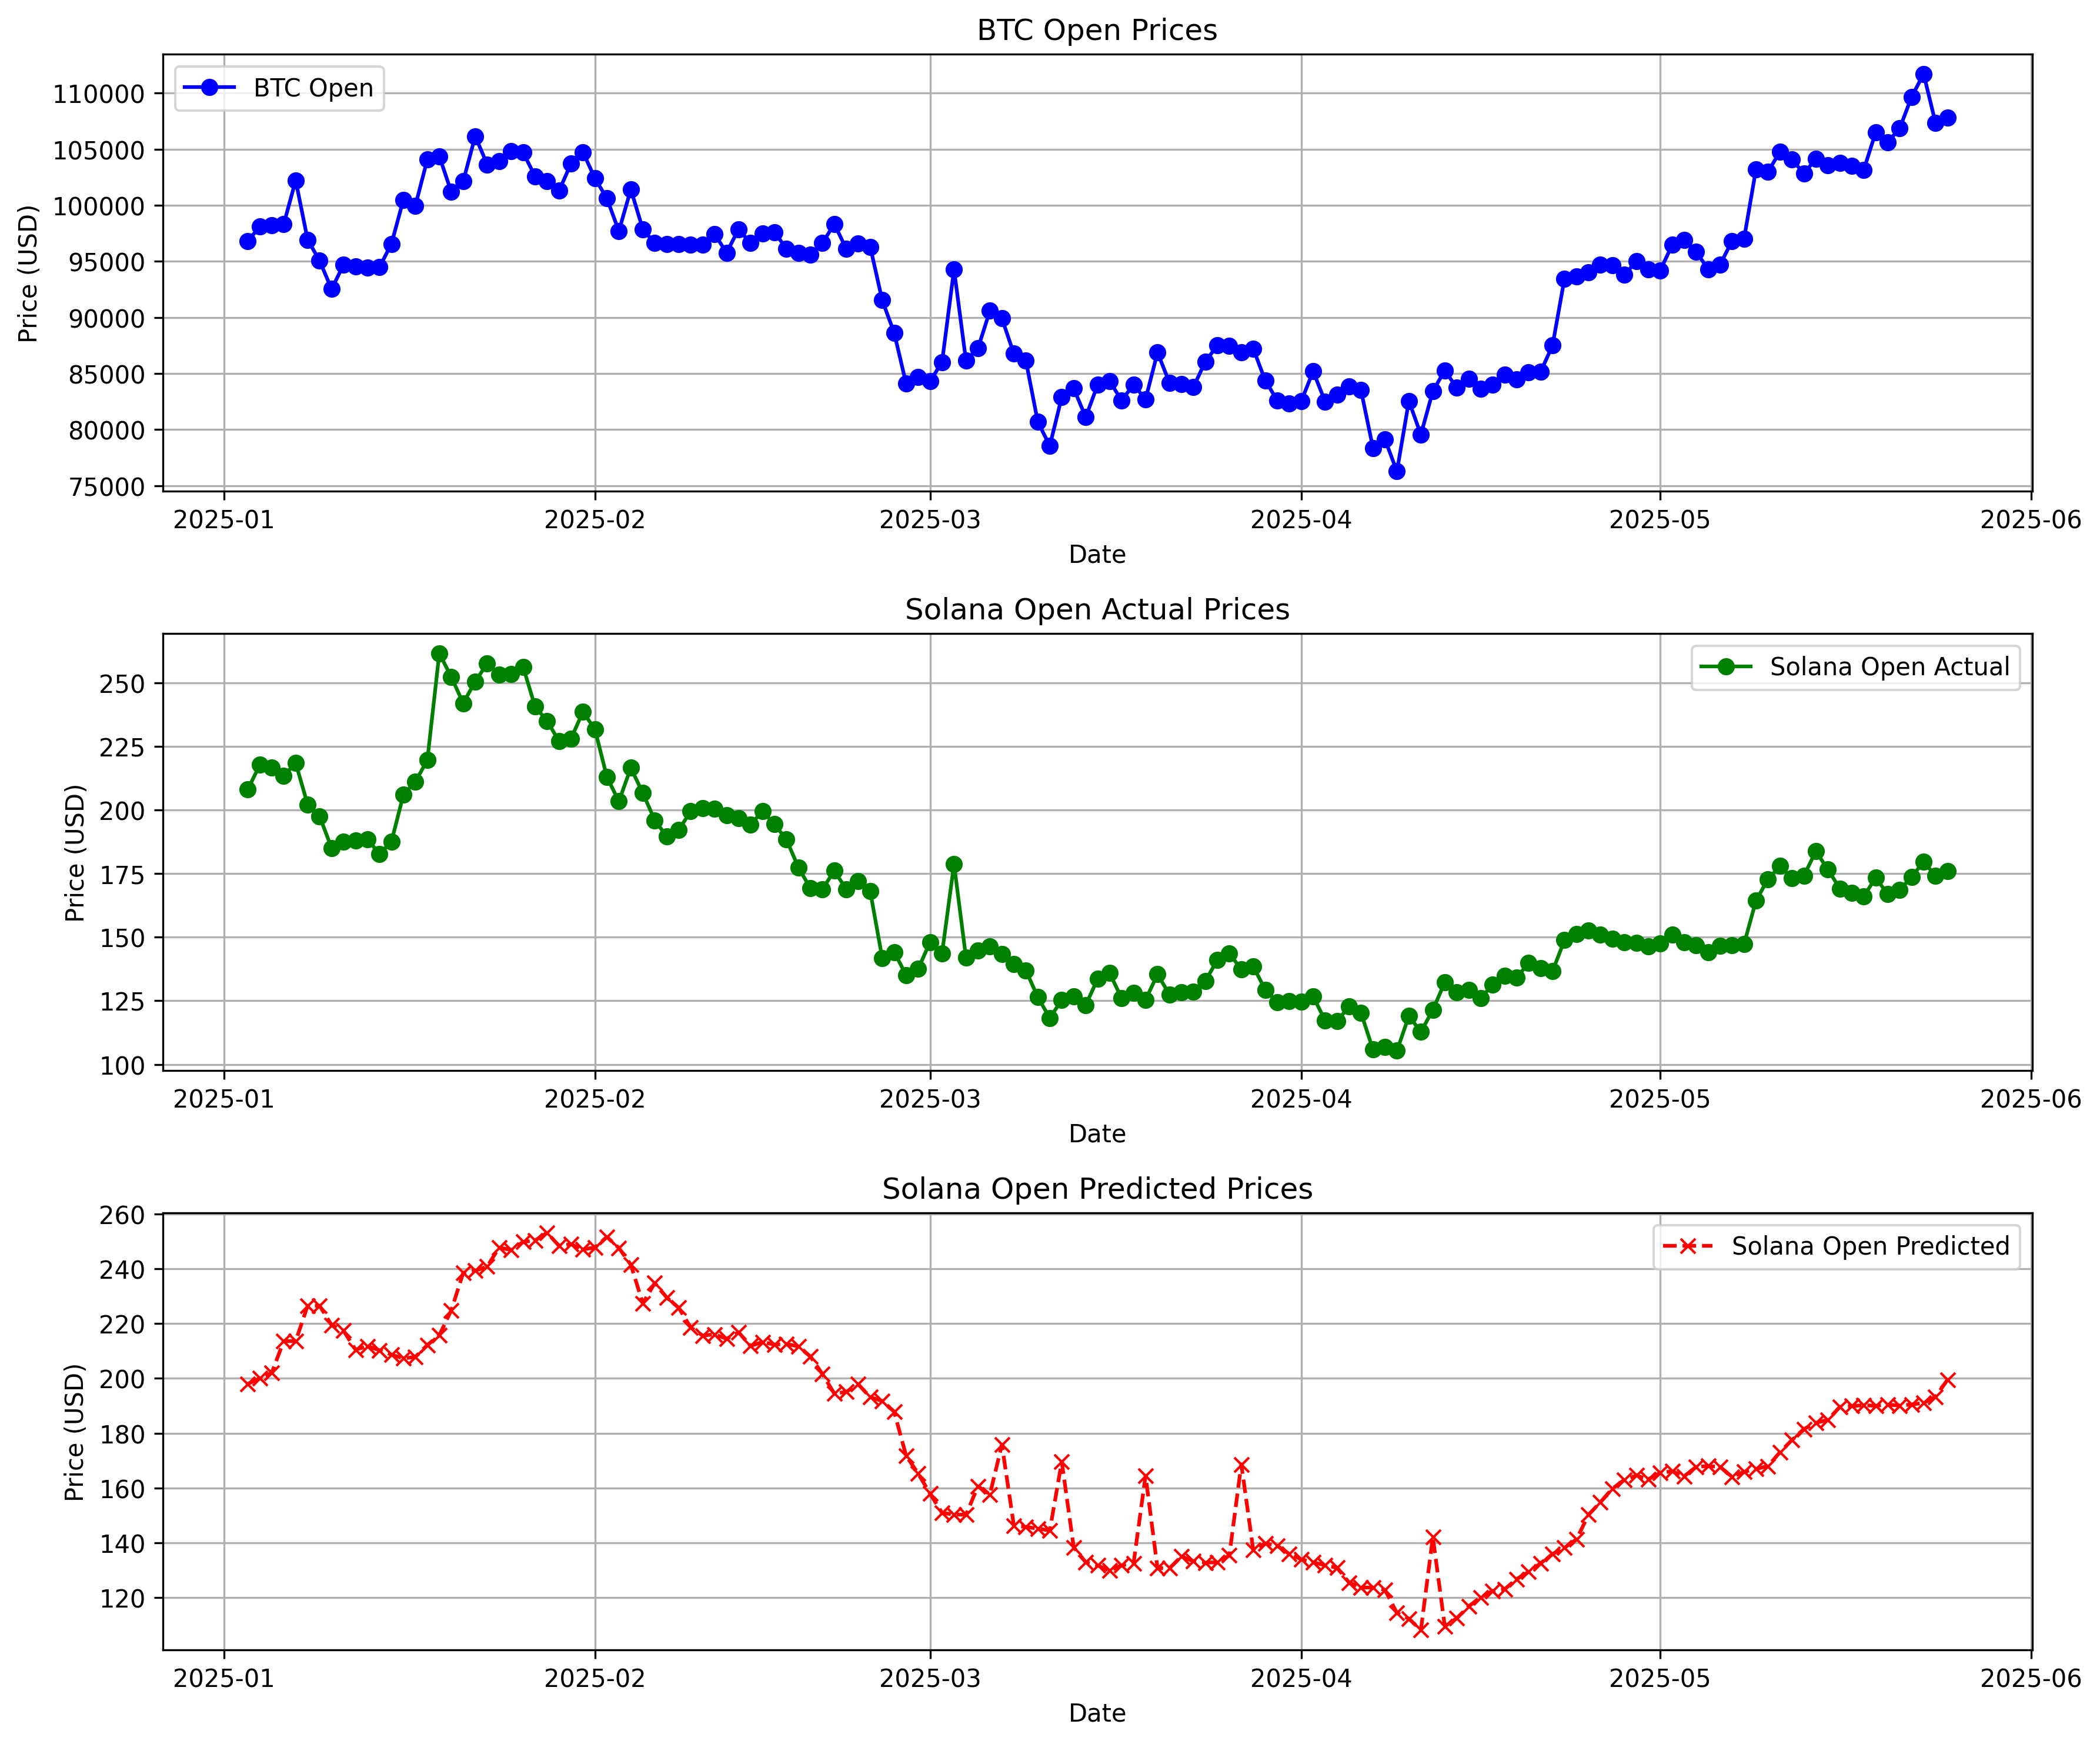 BTC Open Prices
BTC Open
Price (USD)
110000
105000
100000
95000
90000
85000
80000
75000
2025-01 2025-02 2025-03 2025-04 2025-05 2025-06
Date
Solana Open Actual Prices
Solana Open Actual
Price (USD)
250
225
200
175
150
125
100
2025-01 2025-02 2025-03 2025-04 2025-05 2025-06
Date
Solana Open Predicted Prices
Solana Open Predicted
Price (USD)
260
240
220
200
180
160
140
120
2025-01 2025-02 2025-03 2025-04 2025-05 2025-06
Date